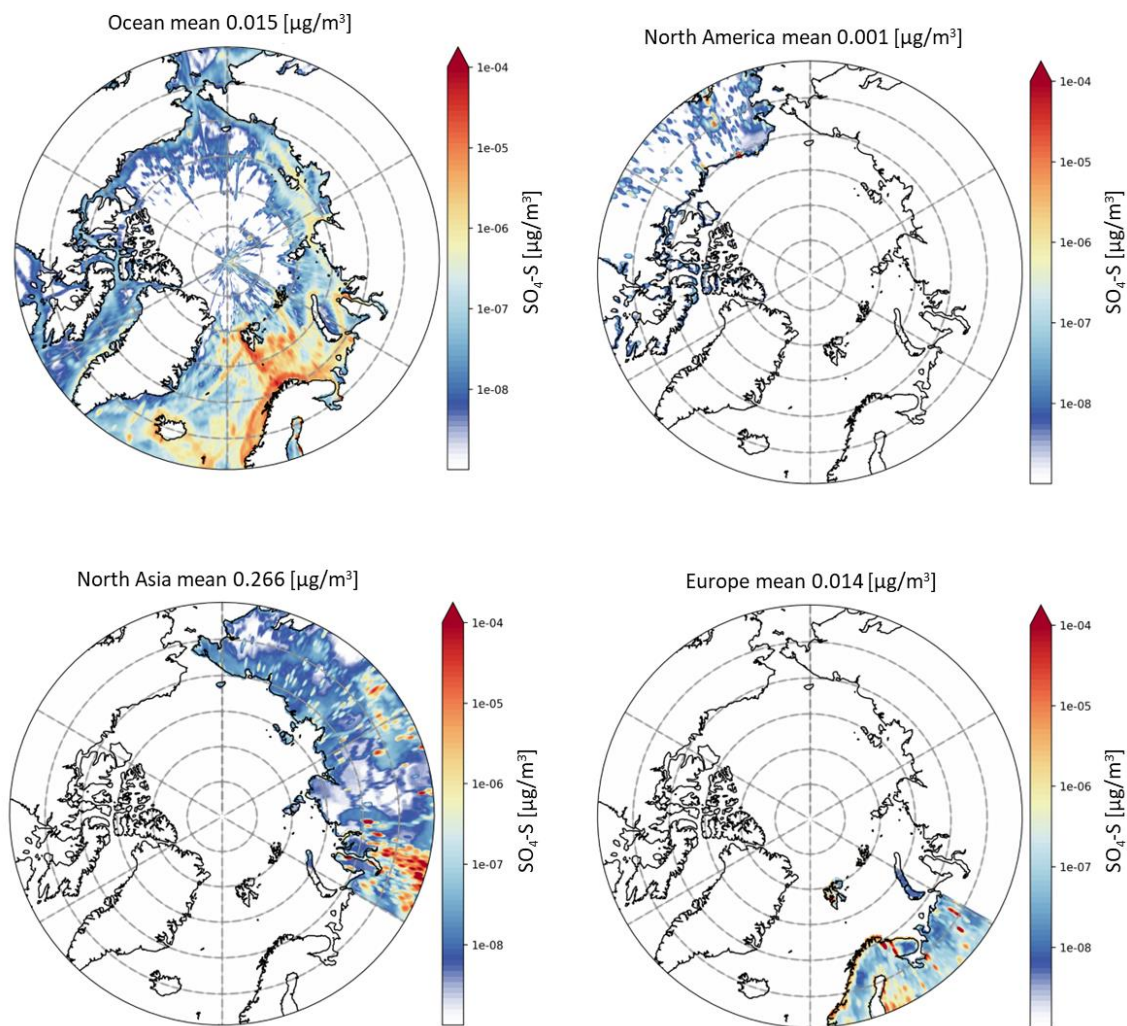 Ocean mean 0.015 [µg/m³]
1e-04
1e-05
1e-06
1e-07
1e-08
SO₄-S [µg/m³]
North America mean 0.001 [µg/m³]
1e-04
1e-05
1e-06
1e-07
1e-08
SO₄-S [µg/m³]
North Asia mean 0.266 [µg/m³]
1e-04
1e-05
1e-06
1e-07
1e-08
SO₄-S [µg/m³]
Europe mean 0.014 [µg/m³]
1e-04
1e-05
1e-06
1e-07
1e-08
SO₄-S [µg/m³]